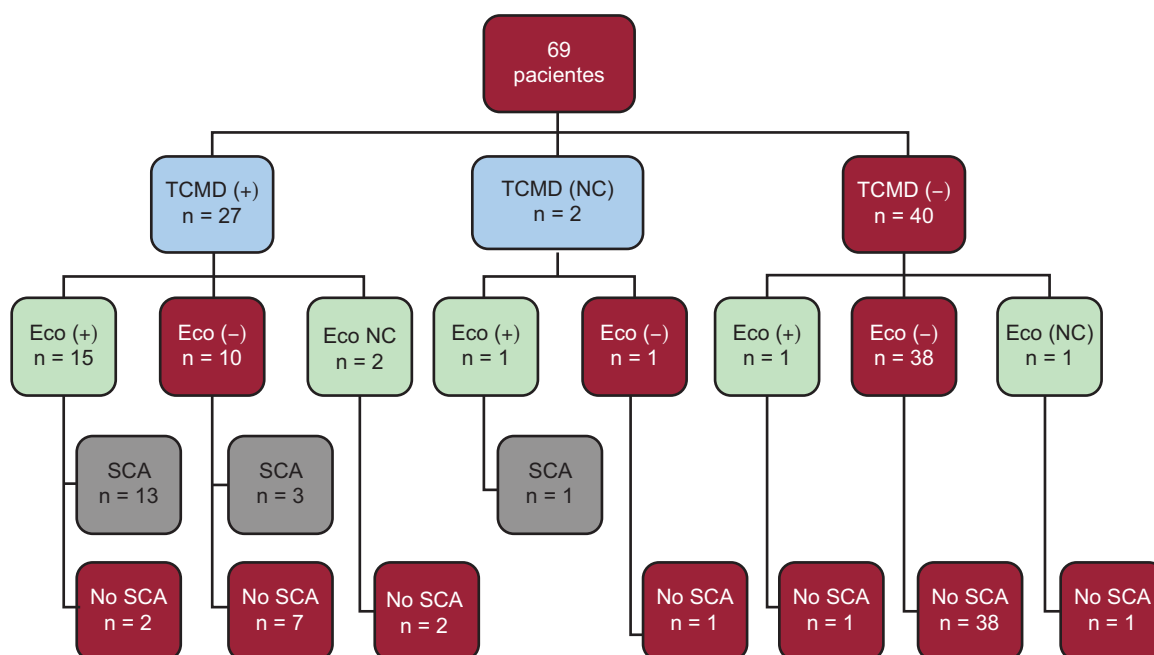 69
pacientes
TCMD (+)
n = 27
TCMD (NC)
n = 2
TCMD (−)
n = 40
Eco (+)
n = 15
Eco (−)
n = 10
Eco NC
n = 2
Eco (+)
n = 1
Eco (−)
n = 1
Eco (+)
n = 1
Eco (−)
n = 38
Eco (NC)
n = 1
SCA
n = 13
SCA
n = 3
SCA
n = 1
No SCA
n = 2
No SCA
n = 7
No SCA
n = 2
No SCA
n = 1
No SCA
n = 1
No SCA
n = 38
No SCA
n = 1